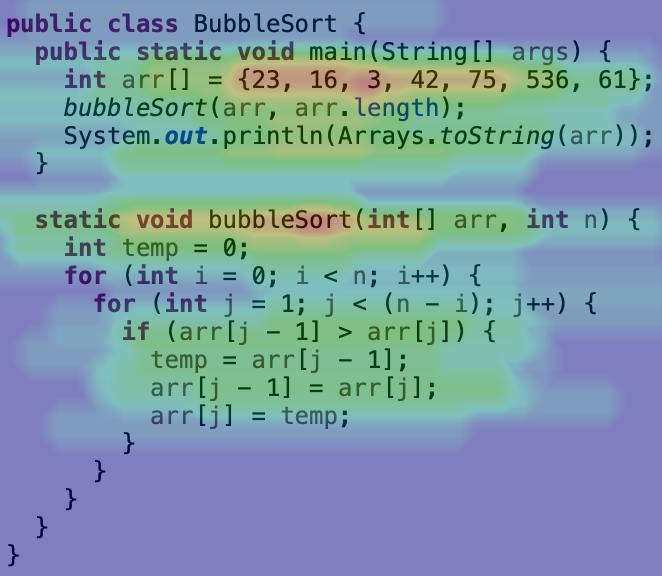 public class BubbleSort {
  public static void main(String[] args) {
    int arr[] = {23, 16, 3, 42, 75, 536, 61};
    bubbleSort(arr, arr.length);
    System.out.println(Arrays.toString(arr));
  }

  static void bubbleSort(int[] arr, int n) {
    int temp = 0;
    for (int i = 0; i < n; i++) {
      for (int j = 1; j < (n - i); j++) {
        if (arr[j - 1] > arr[j]) {
          temp = arr[j - 1];
          arr[j - 1] = arr[j];
          arr[j] = temp;
        }
      }
    }
  }
}